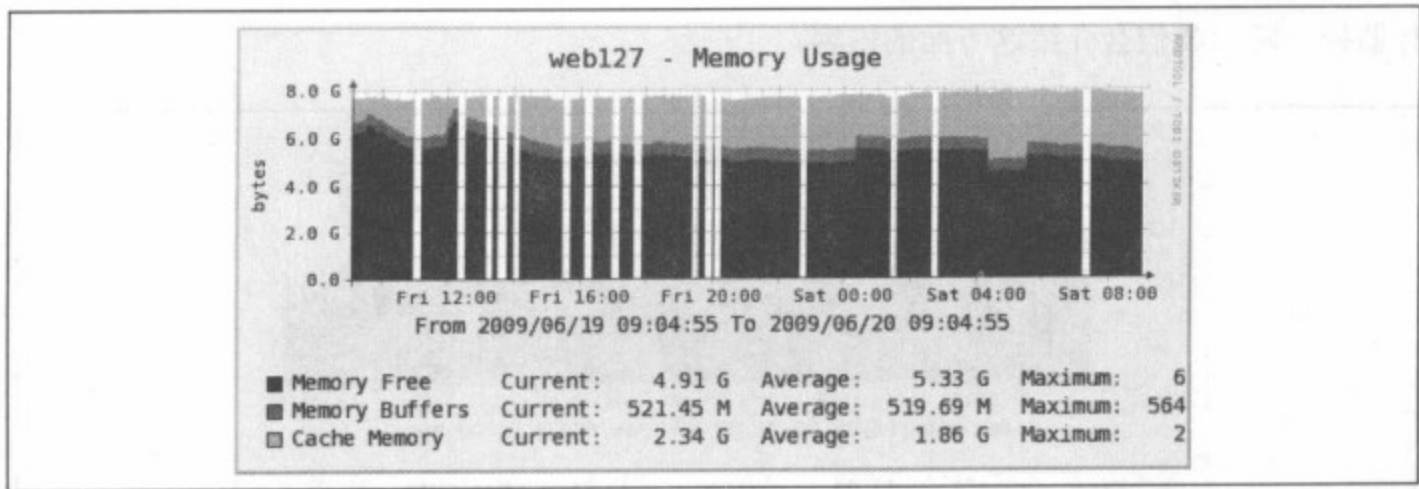 web127 - Memory Usage
8.0 G
6.0 G
4.0 G
2.0 G
0.0
bytes
Fri 12:00 Fri 16:00 Fri 20:00 Sat 00:00 Sat 04:00 Sat 08:00
From 2009/06/19 09:04:55 To 2009/06/20 09:04:55
Memory Free Current: 4.91 G Average: 5.33 G Maximum: 6
Memory Buffers Current: 521.45 M Average: 519.69 M Maximum: 564
Cache Memory Current: 2.34 G Average: 1.86 G Maximum: 2